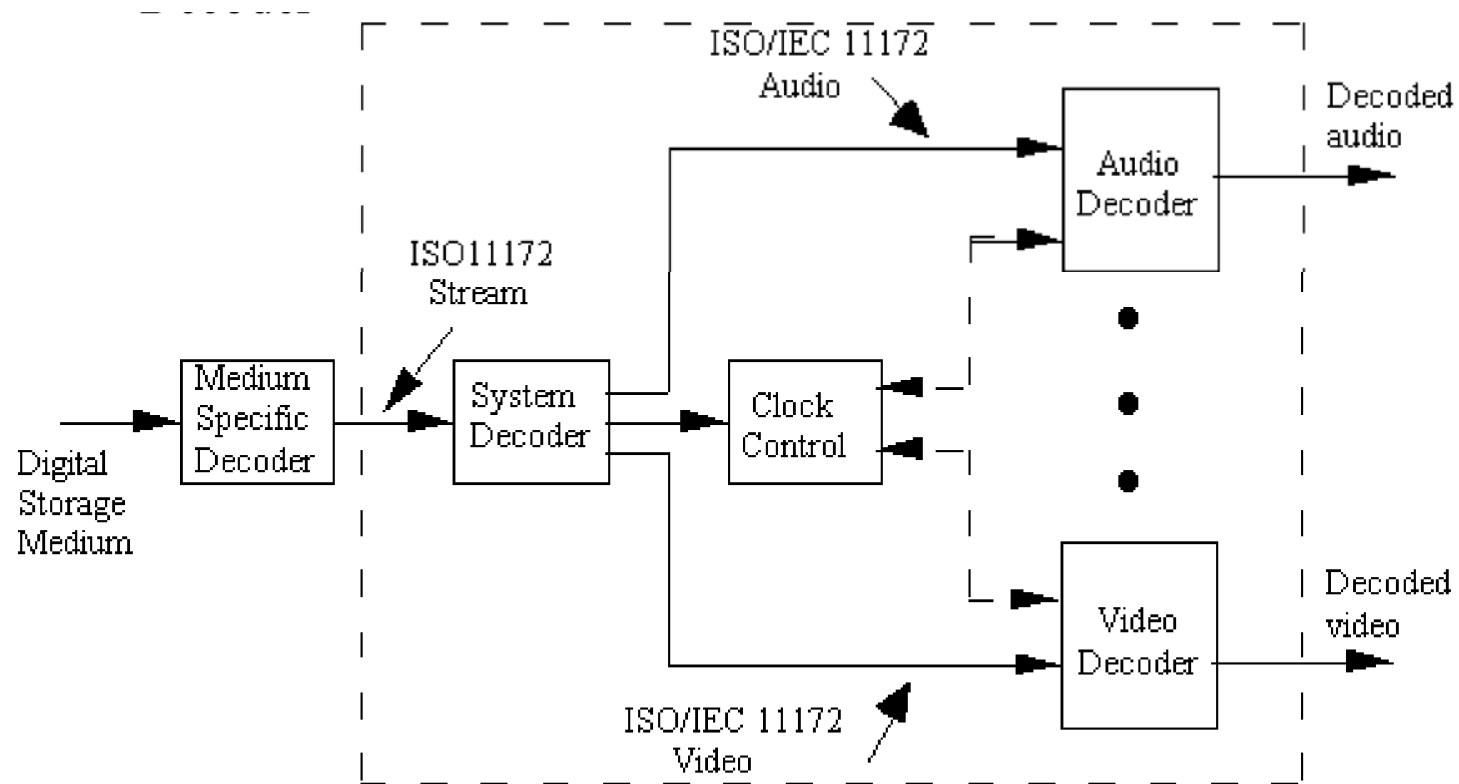 ISO/IEC 11172
Audio
Decoded
audio
Audio
Decoder
ISO11172
Stream
Medium
Specific
Decoder
System
Decoder
Clock
Control
Digital
Storage
Medium
Decoded
video
Video
Decoder
ISO/IEC 11172
Video